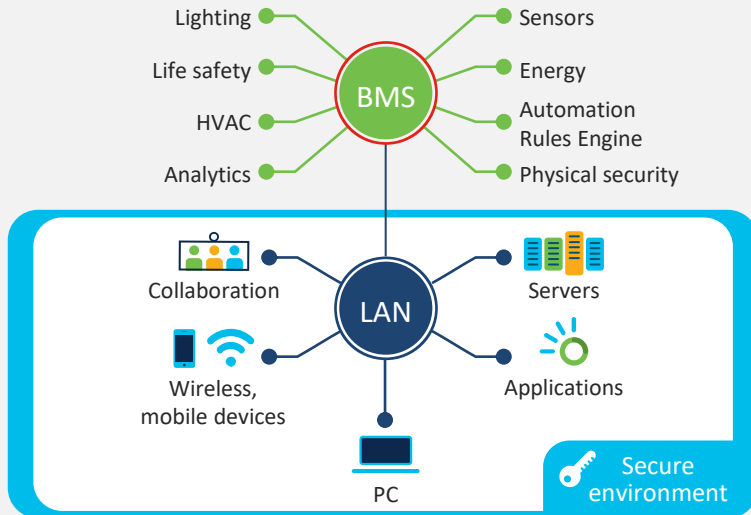 Lighting
Sensors
Life safety
Energy
BMS
HVAC
Automation
Rules Engine
Analytics
Physical security
Collaboration
Servers
LAN
Wireless,
mobile devices
Applications
PC
Secure
environment